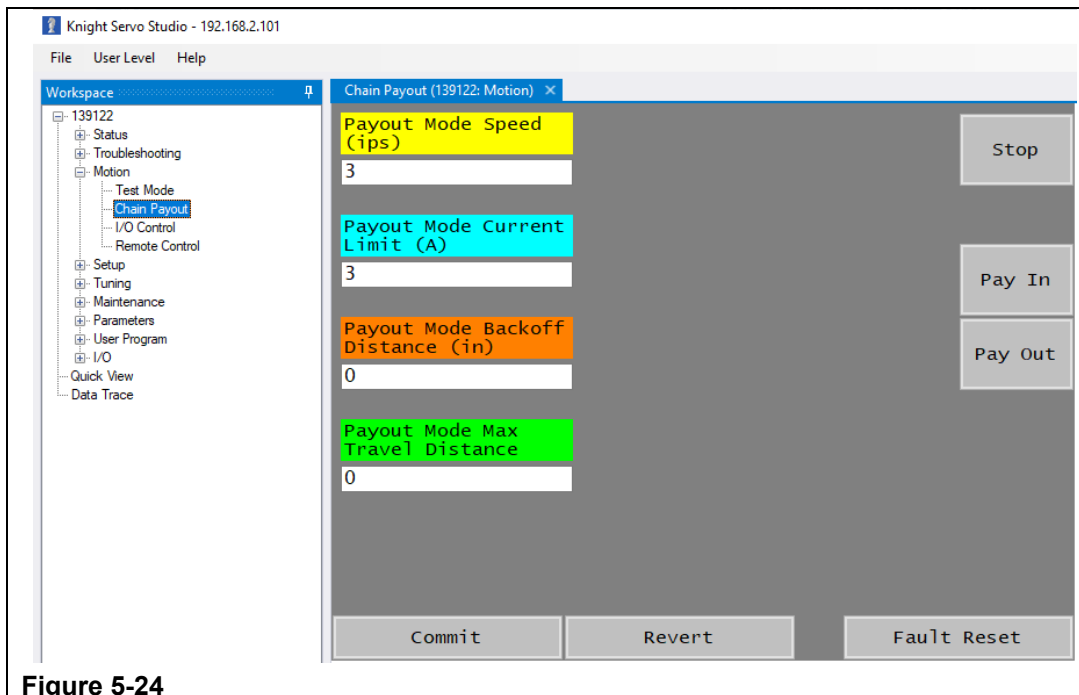 Knight Servo Studio - 192.168.2.101
File User Level Help
Workspace
139122
Status
Troubleshooting
Motion
Test Mode
Chain Payout
I/O Control
Remote Control
Setup
Tuning
Maintenance
Parameters
User Program
I/O
Quick View
Data Trace
Chain Payout (139122: Motion)
Payout Mode Speed
(ips)
3
Payout Mode Current
Limit (A)
3
Payout Mode Backoff
Distance (in)
0
Payout Mode Max
Travel Distance
0
Stop
Pay In
Pay Out
Commit Revert Fault Reset
Figure 5-24